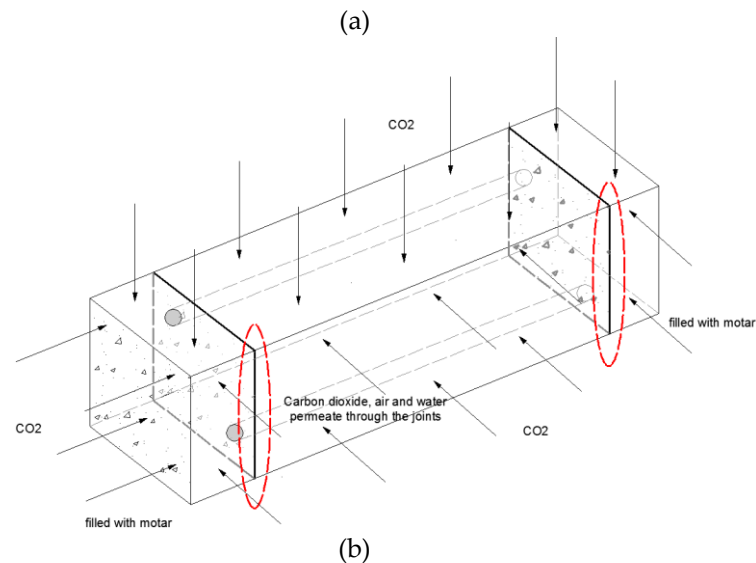 (a)
CO2
filled with motar
Carbon dioxide, air and water
permeate through the joints
CO2
CO2
filled with motar
(b)